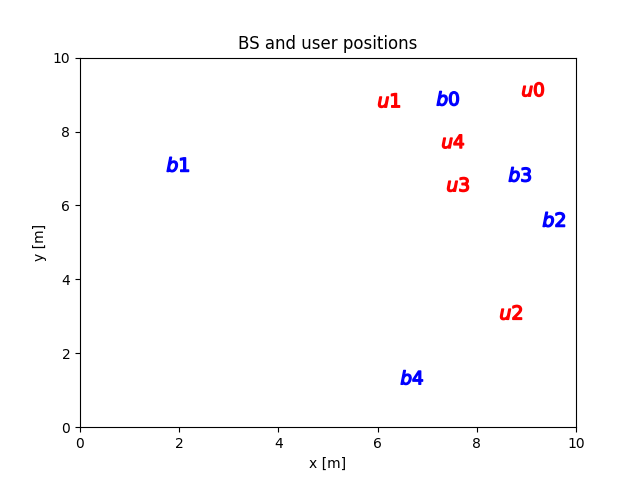 BS and user positions
10
8
6
4
2
0
y [m]
u1
b0
u0
u4
b1
u3
b3
b2
u2
b4
0 2 4 6 8 10
x [m]